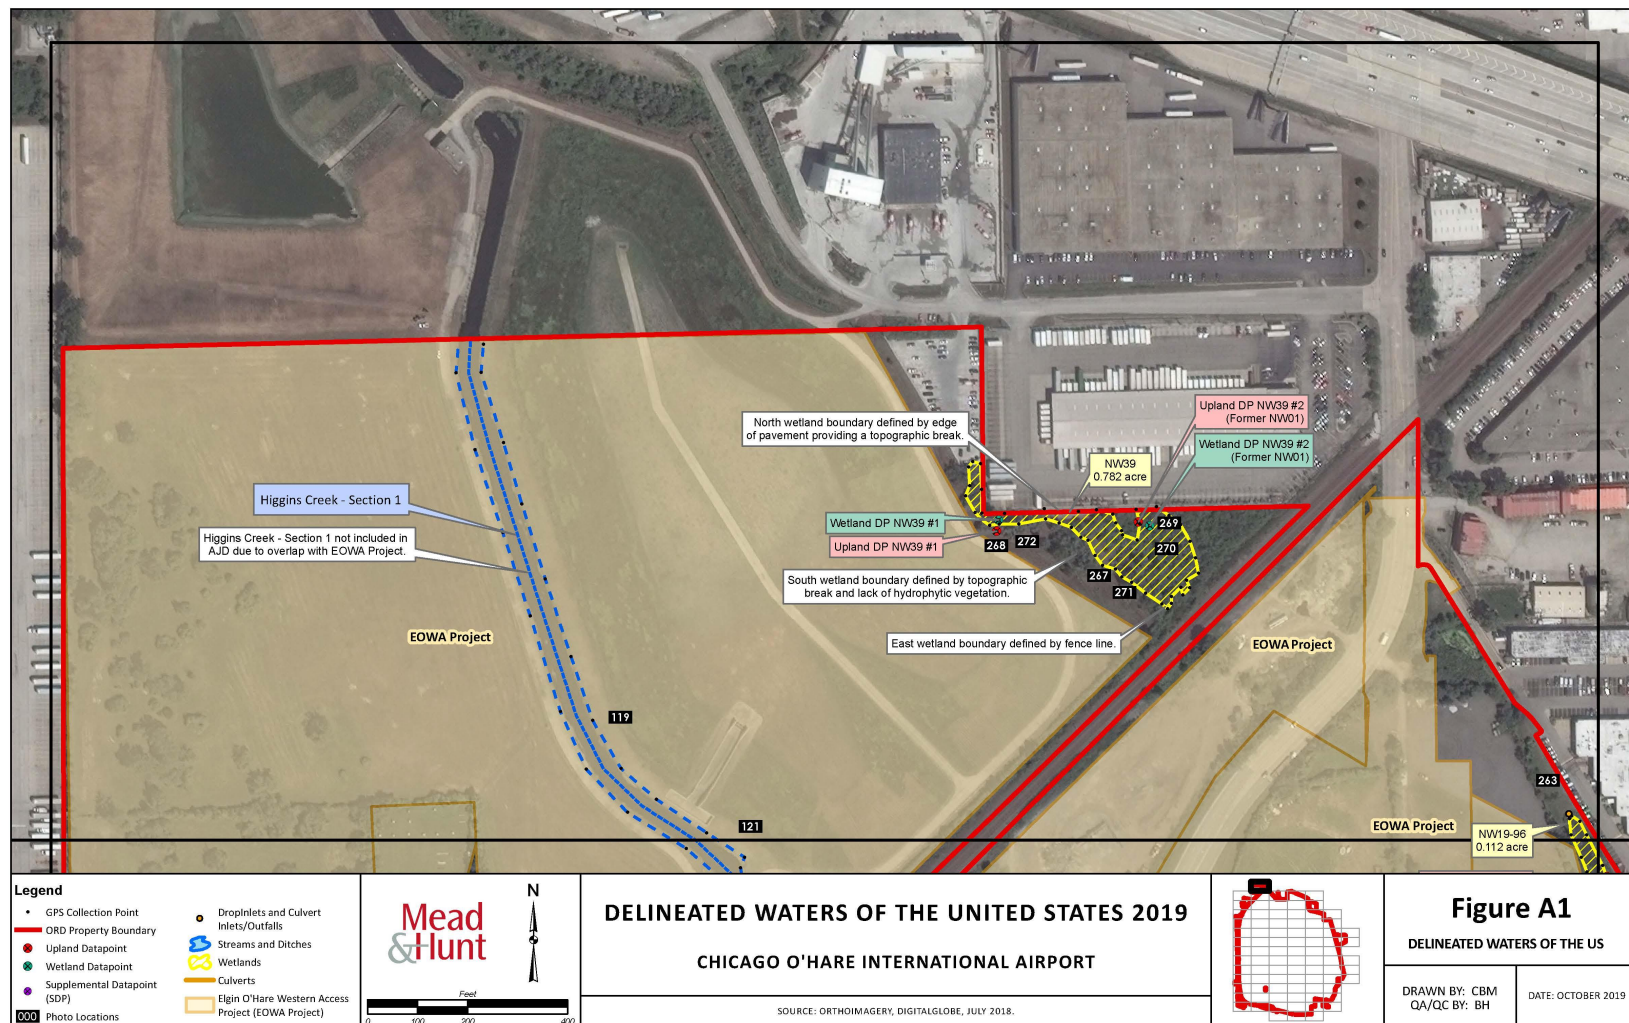 North wetland boundary defined by edge
of pavement providing a topographic break.
Upland DP NW39 #2
(Former NW01)
Wetland DP NW39 #2
(Former NW01)
NW39
0.782 acre
Higgins Creek - Section 1
Higgins Creek - Section 1 not included in
AJD due to overlap with EOWA Project.
Wetland DP NW39 #1
Upland DP NW39 #1
269
268
272
270
267
271
South wetland boundary defined by topographic
break and lack of hydrophytic vegetation.
East wetland boundary defined by fence line.
EOWA Project
EOWA Project
119
263
121
EOWA Project
NW19-96
0.112 acre
Legend
GPS Collection Point
ORD Property Boundary
Upland Datapoint
Wetland Datapoint
Supplemental Datapoint
(SDP)
000 Photo Locations
DropInlets and Culvert
Inlets/Outfalls
Streams and Ditches
Wetlands
Culverts
Elgin O'Hare Western Access
Project (EOWA Project)
Mead
&Hunt
N
Feet
0 100 200 400
DELINEATED WATERS OF THE UNITED STATES 2019
CHICAGO O'HARE INTERNATIONAL AIRPORT
SOURCE: ORTHOIMAGERY, DIGITALGLOBE, JULY 2018.
Figure A1
DELINEATED WATERS OF THE US
DRAWN BY: CBM
QA/QC BY: BH
DATE: OCTOBER 2019